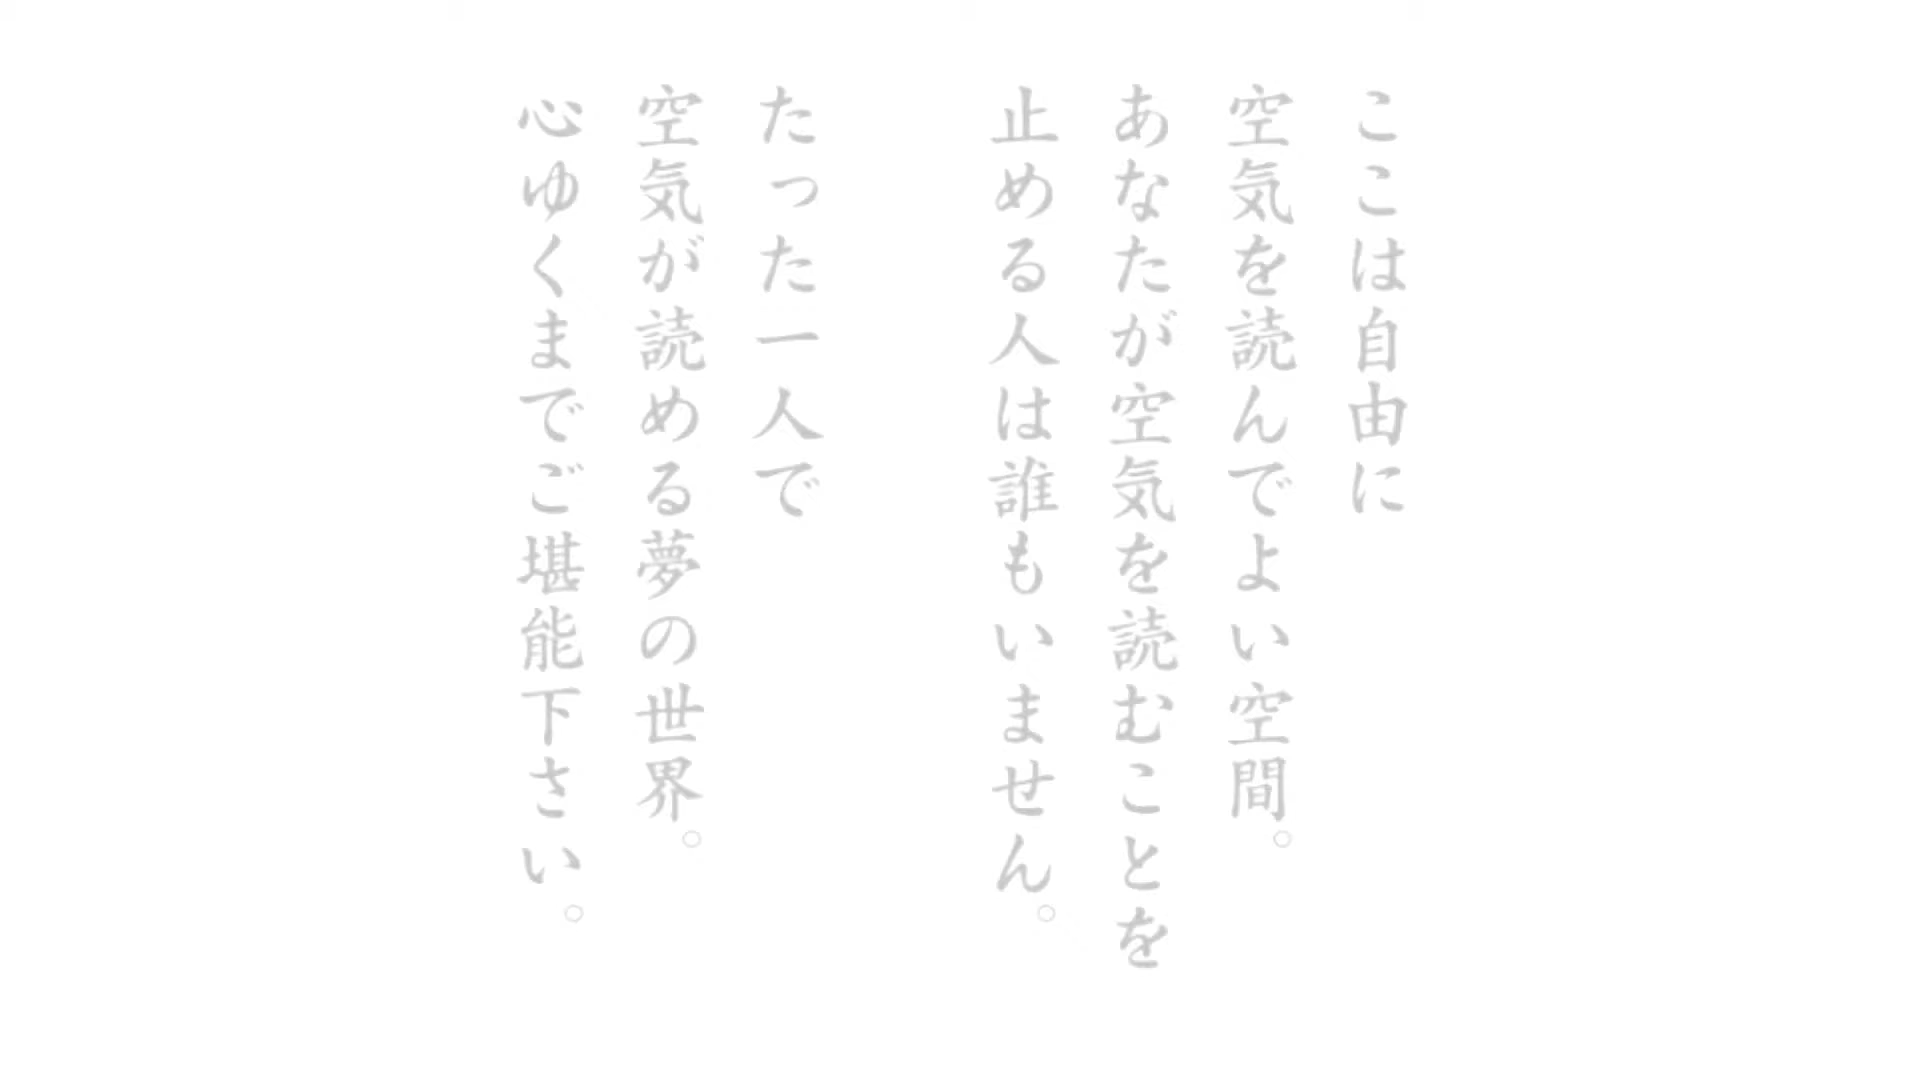 ここは自由に
空気を読んでよい空間。
あなたが空気を読むことを
止める人は誰もいません。
たった一人で
空気が読める夢の世界。
心ゆくまでご堪能下さい。